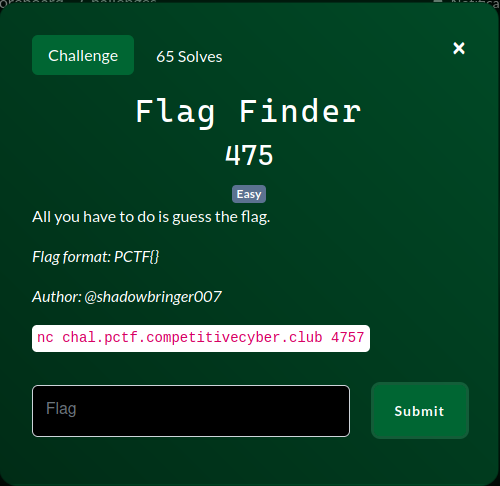 Challenge
65 Solves
×
Flag Finder
475
Easy
All you have to do is guess the flag.
Flag format: PCTF{}
Author: @shadowbringer007
nc chal.pctf.competitivecyber.club 4757
Flag
Submit